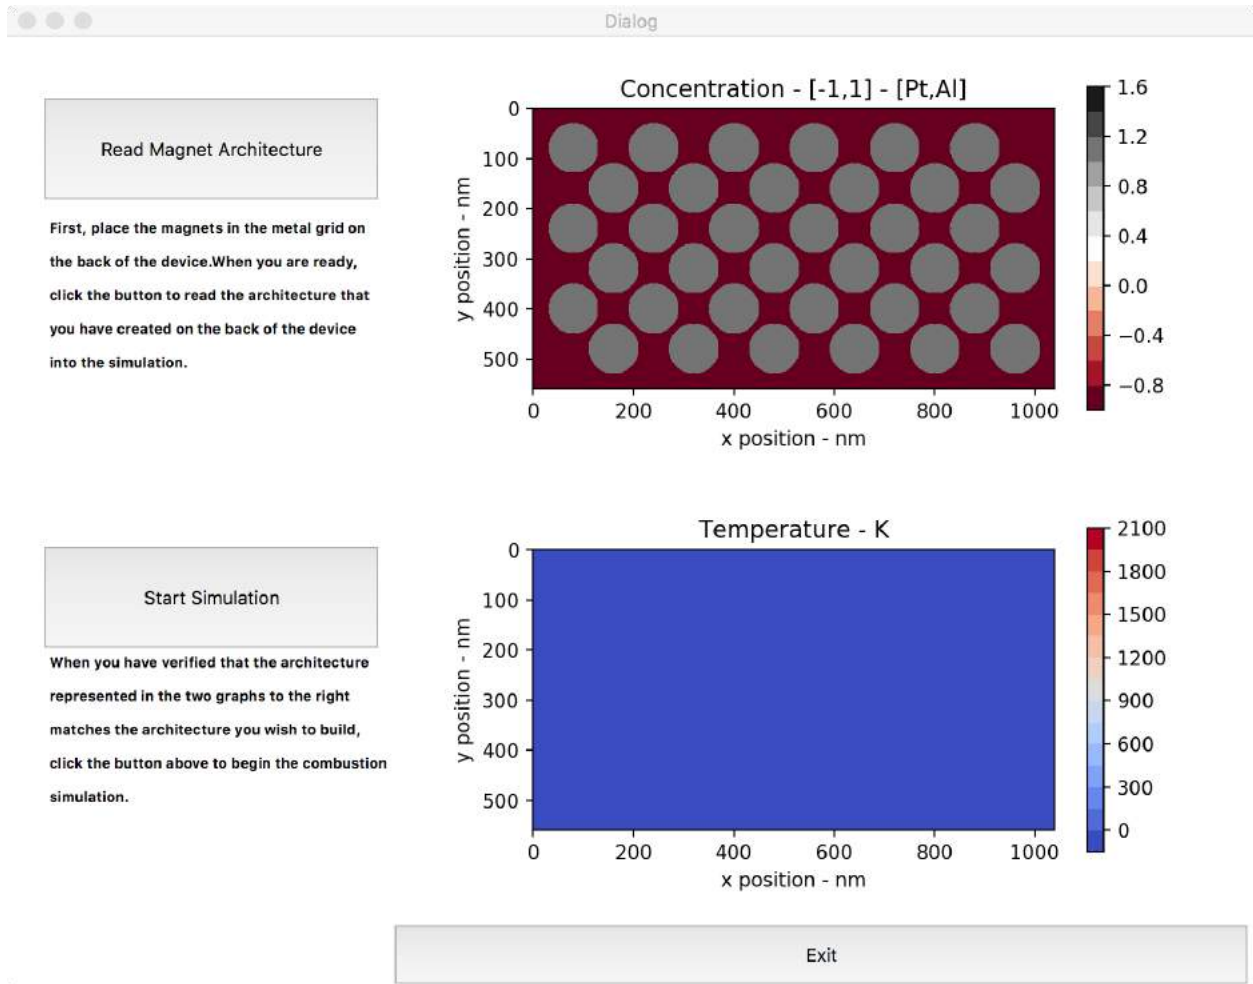 Dialog
Read Magnet Architecture
First, place the magnets in the metal grid on
the back of the device.When you are ready,
click the button to read the architecture that
you have created on the back of the device
into the simulation.
Concentration - [-1,1] - [Pt,Al]
0
100
200
300
400
500
y position - nm
0 200 400 600 800 1000
x position - nm
1.6
1.2
0.8
0.4
0.0
−0.4
−0.8
Start Simulation
When you have verified that the architecture
represented in the two graphs to the right
matches the architecture you wish to build,
click the button above to begin the combustion
simulation.
Temperature - K
0
100
200
300
400
500
y position - nm
0 200 400 600 800 1000
x position - nm
2100
1800
1500
1200
900
600
300
0
Exit